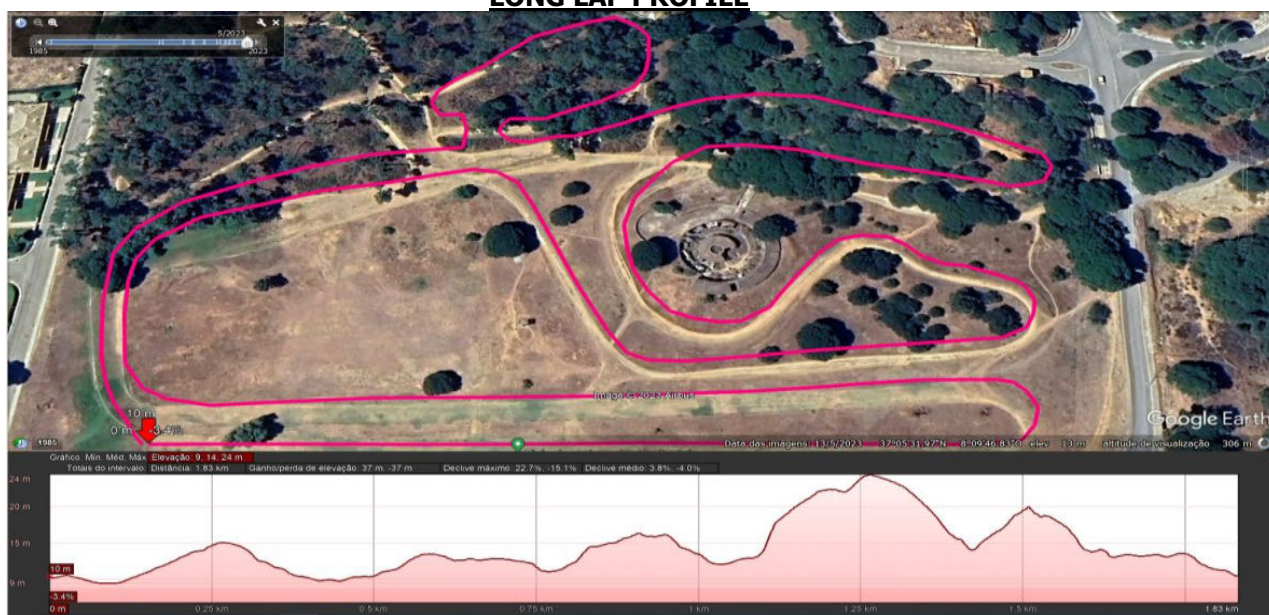 LONG LAP PROFILE
5/2023
1985
2023
10 m
0 m -3.4%
Image © 2023 Airbus
Google Earth
1985
Data das imagens: 13/5/2023 37°05'31.97"N 8°09'46.83"O elev. 13 m altitude de visualização 306 m
Gráfico: Mín, Méd, Máx Elevação: 9, 14, 24 m
Totais do intervalo: Distância: 1.83 km Ganho/perda de elevação: 37 m, -37 m Declive máximo: 22.7%, -15.1% Declive médio: 3.8%, -4.0%
24 m
20 m
15 m
10 m
9 m
-3.4%
0 m 0.25 km 0.5 km 0.75 km 1 km 1.25 km 1.5 km 1.83 km